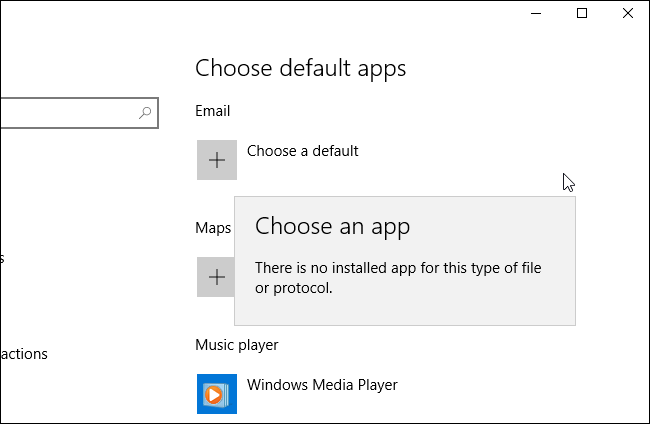 Choose default apps
Email
Choose a default
Maps
Choose an app
There is no installed app for this type of file
or protocol.
actions
Music player
Windows Media Player